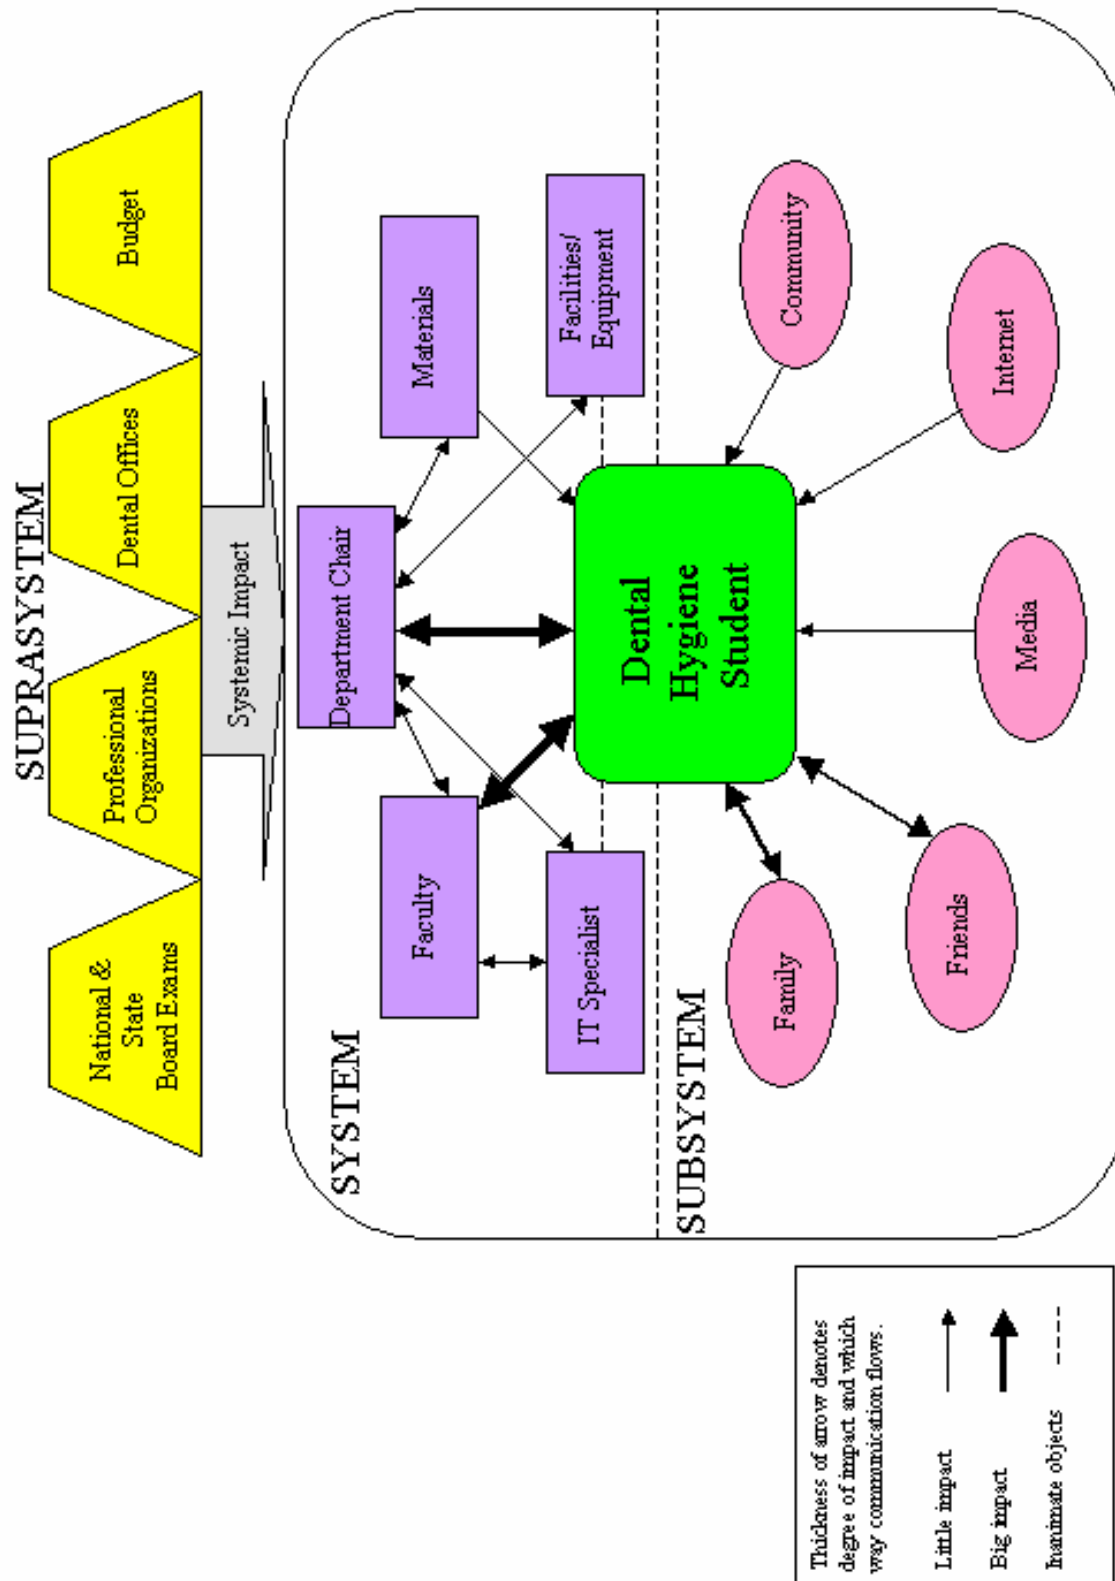 SUPRASYSTEM
National &
State
Board Exams
Professional
Organizations
Dental Offices
Budget
Systemic Impact
SYSTEM
Department Chair
Faculty
Materials
IT Specialist
Facilities/
Equipment
Dental
Hygiene
Student
SUBSYSTEM
Family
Community
Friends
Media
Internet
Thickness of arrow denotes
degree of impact and which
way communication flows.
Little impact
Big impact
Inanimate objects